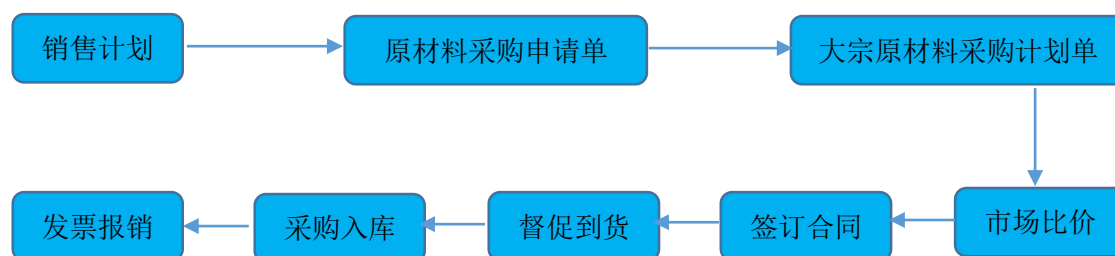 销售计划
原材料采购申请单
大宗原材料采购计划单
市场比价
签订合同
督促到货
采购入库
发票报销